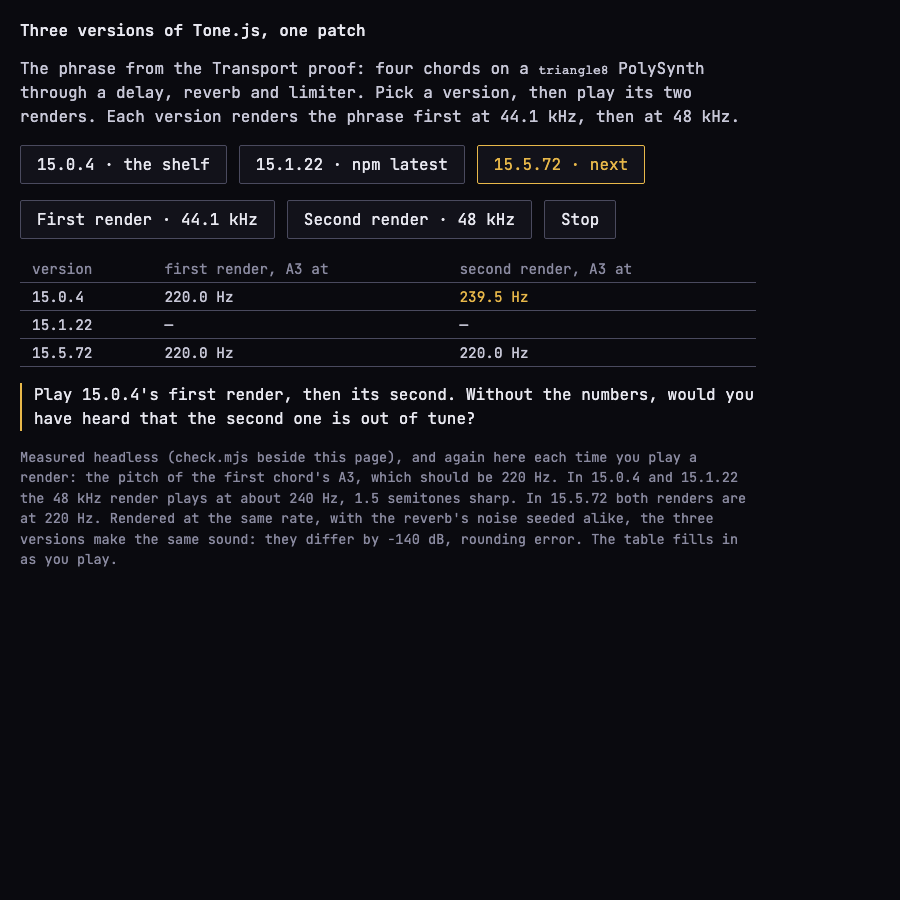 Three versions of Tone.js, one patch
The phrase from the Transport proof: four chords on a triangle8 PolySynth
through a delay, reverb and limiter. Pick a version, then play its two
renders. Each version renders the phrase first at 44.1 kHz, then at 48 kHz.
15.0.4 · the shelf 15.1.22 · npm latest 15.5.72 · next
First render · 44.1 kHz Second render · 48 kHz Stop
version first render, A3 at second render, A3 at
15.0.4 220.0 Hz 239.5 Hz
15.1.22 — —
15.5.72 220.0 Hz 220.0 Hz
Play 15.0.4's first render, then its second. Without the numbers, would you
have heard that the second one is out of tune?
Measured headless (check.mjs beside this page), and again here each time you play a
render: the pitch of the first chord's A3, which should be 220 Hz. In 15.0.4 and 15.1.22
the 48 kHz render plays at about 240 Hz, 1.5 semitones sharp. In 15.5.72 both renders are
at 220 Hz. Rendered at the same rate, with the reverb's noise seeded alike, the three
versions make the same sound: they differ by -140 dB, rounding error. The table fills in
as you play.